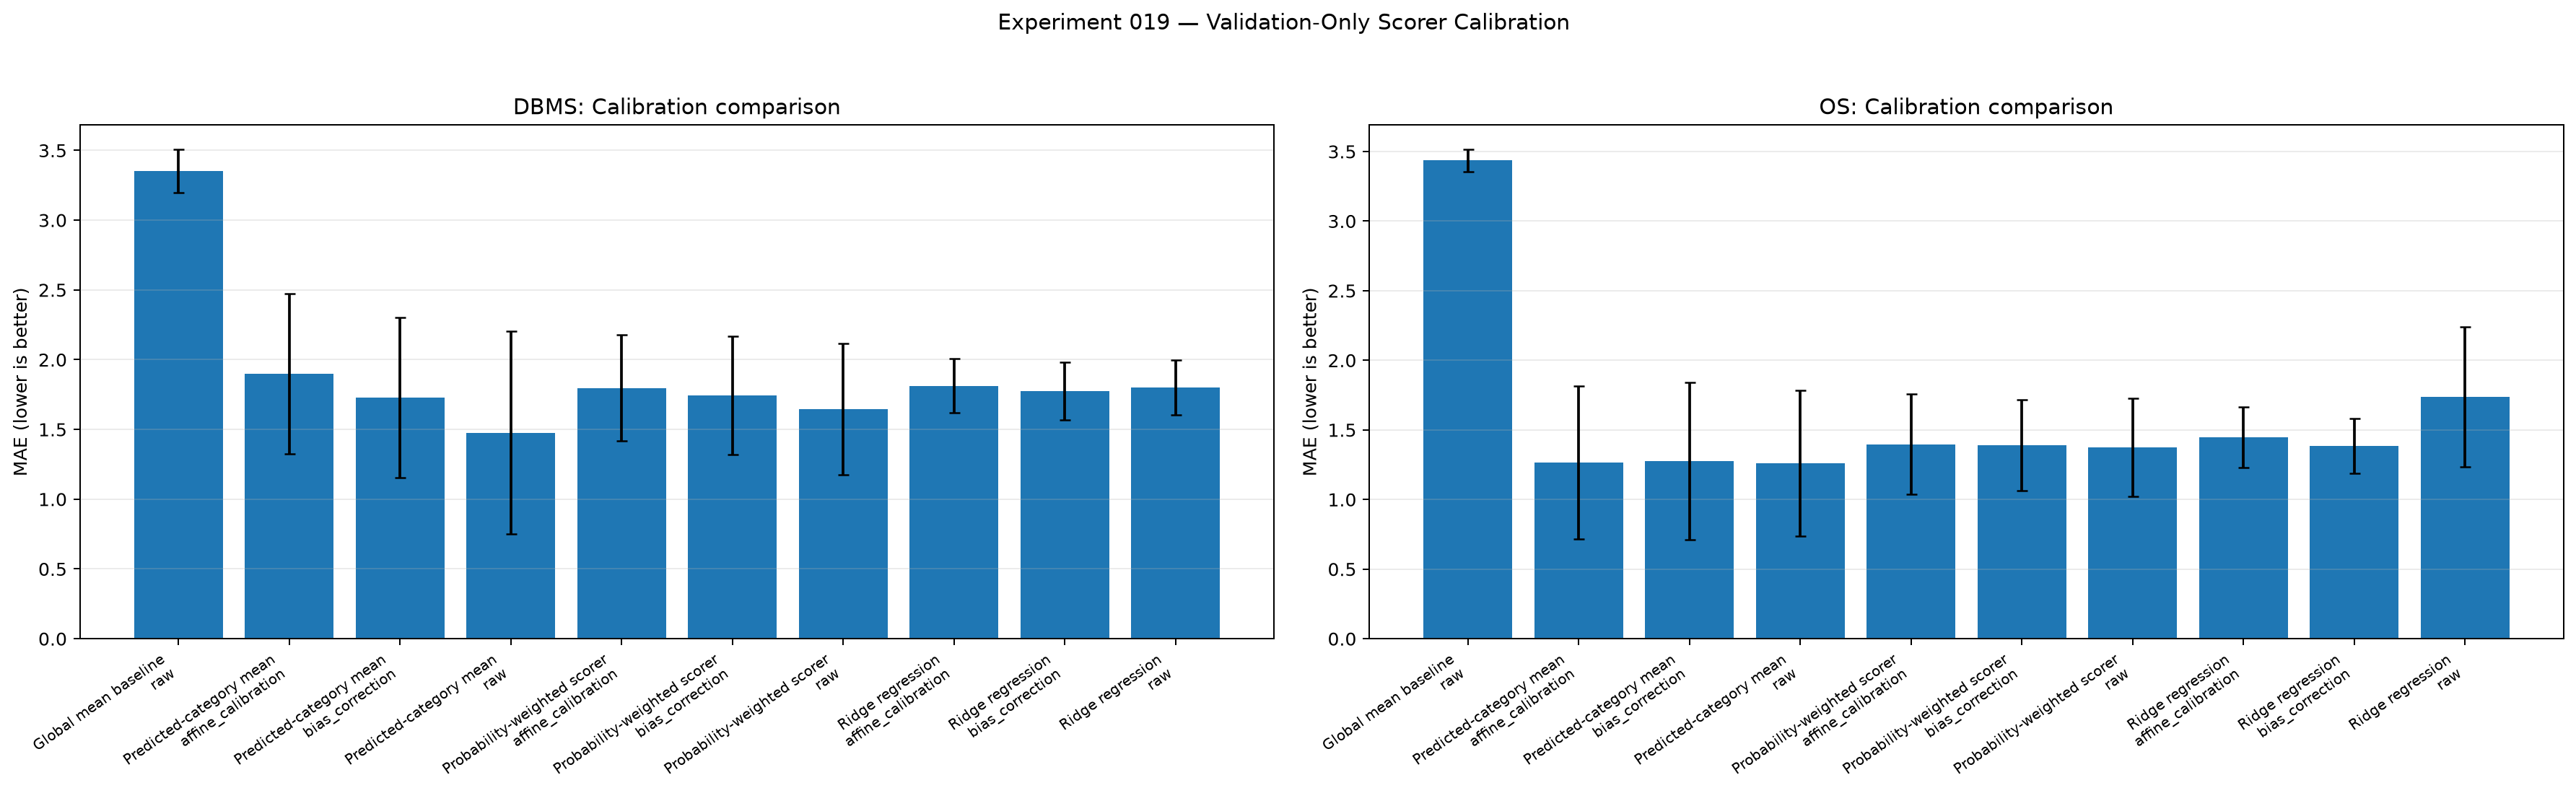 Experiment 019 — Validation-Only Scorer Calibration
DBMS: Calibration comparison
MAE (lower is better)
3.5
3.0
2.5
2.0
1.5
1.0
0.5
0.0
Global mean baseline
raw
Predicted-category mean
affine_calibration
Predicted-category mean
bias_correction
Predicted-category mean
raw
Probability-weighted scorer
affine_calibration
Probability-weighted scorer
bias_correction
Probability-weighted scorer
raw
Ridge regression
affine_calibration
Ridge regression
bias_correction
Ridge regression
raw
OS: Calibration comparison
MAE (lower is better)
3.5
3.0
2.5
2.0
1.5
1.0
0.5
0.0
Global mean baseline
raw
Predicted-category mean
affine_calibration
Predicted-category mean
bias_correction
Predicted-category mean
raw
Probability-weighted scorer
affine_calibration
Probability-weighted scorer
bias_correction
Probability-weighted scorer
raw
Ridge regression
affine_calibration
Ridge regression
bias_correction
Ridge regression
raw